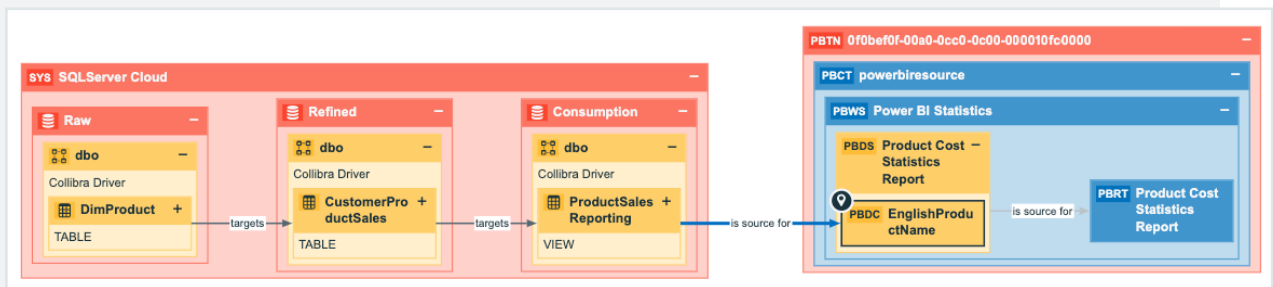 PBTN 0f0bef0f-00a0-0cc0-0c00-000010fc0000 −
SYS SQLServer Cloud −
PBCT powerbiresource −
Raw −
Refined −
Consumption −
PBWS Power BI Statistics −
dbo −
Collibra Driver
DimProduct +
TABLE
targets
dbo −
Collibra Driver
CustomerPro +
ductSales
TABLE
targets
dbo −
Collibra Driver
ProductSales +
Reporting
VIEW
is source for
PBDS Product Cost −
Statistics
Report
PBDC EnglishProdu
ctName
is source for
PBRT Product Cost
Statistics
Report